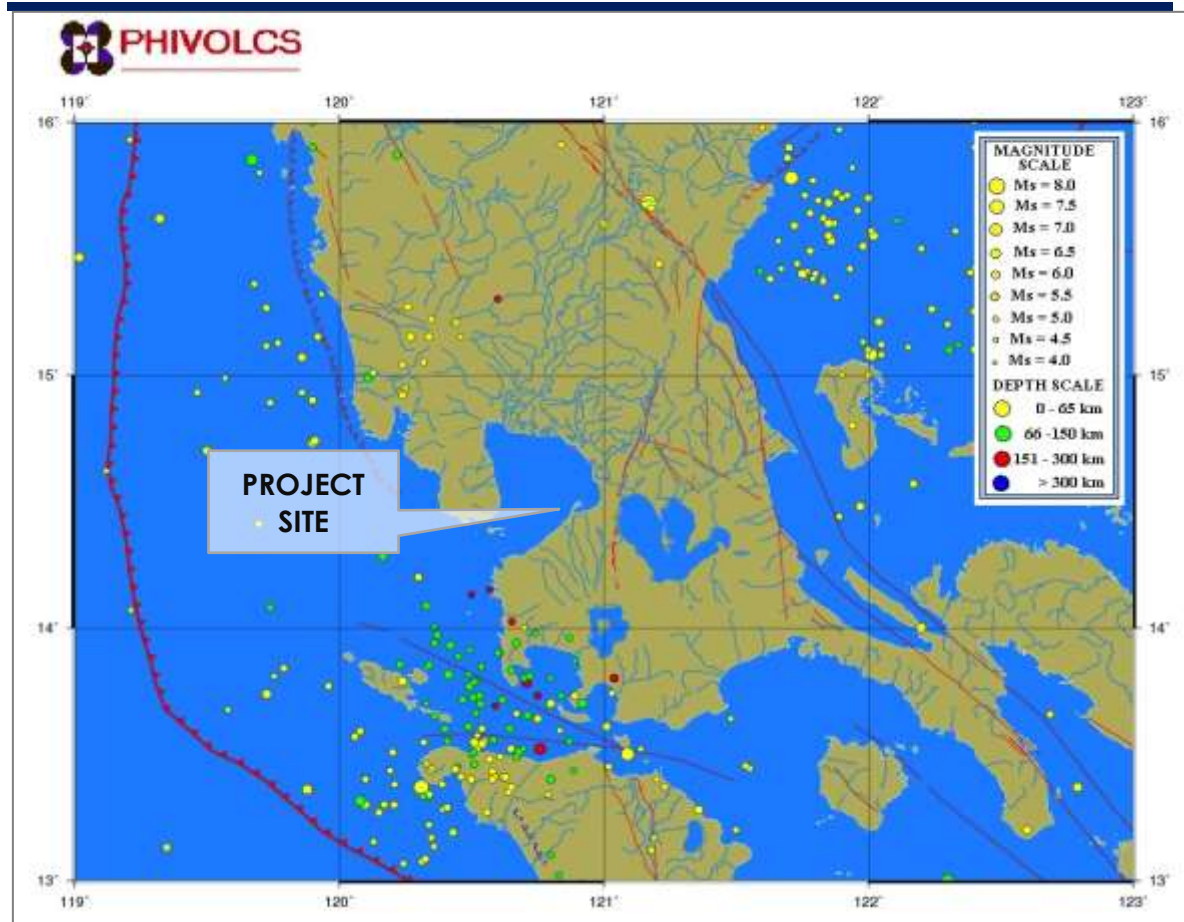 PHIVOLCS
119° 120° 121° 122° 123°
16° 16°
MAGNITUDE
SCALE
Ms = 8.0
Ms = 7.5
Ms = 7.0
Ms = 6.5
Ms = 6.0
Ms = 5.5
Ms = 5.0
Ms = 4.5
Ms = 4.0
DEPTH SCALE
0 - 65 km
66 -150 km
151 - 300 km
> 300 km
15° 15°
PROJECT
SITE
14° 14°
13° 13°
119° 120° 121° 122° 123°